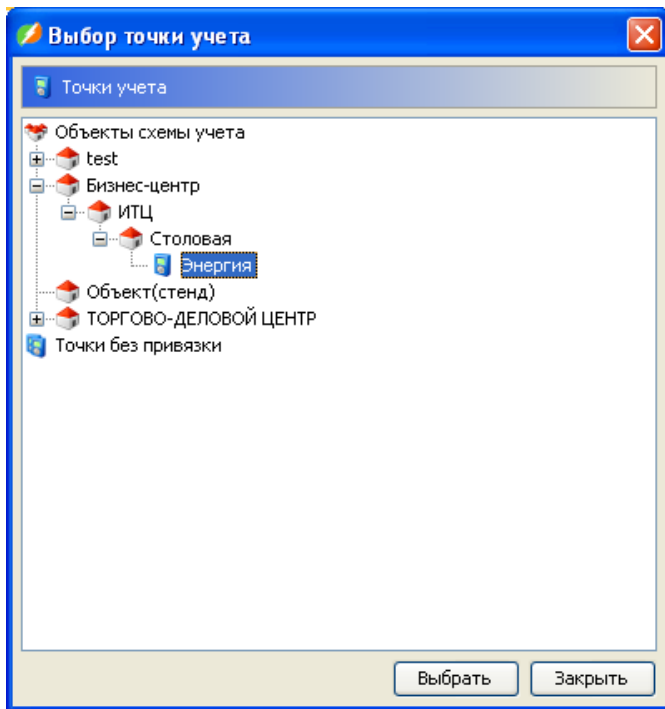 Выбор точки учета
Точки учета
Объекты схемы учета
test
Бизнес-центр
ИТЦ
Столовая
Энергия
Объект(стенд)
ТОРГОВО-ДЕЛОВОЙ ЦЕНТР
Точки без привязки
Выбрать Закрыть